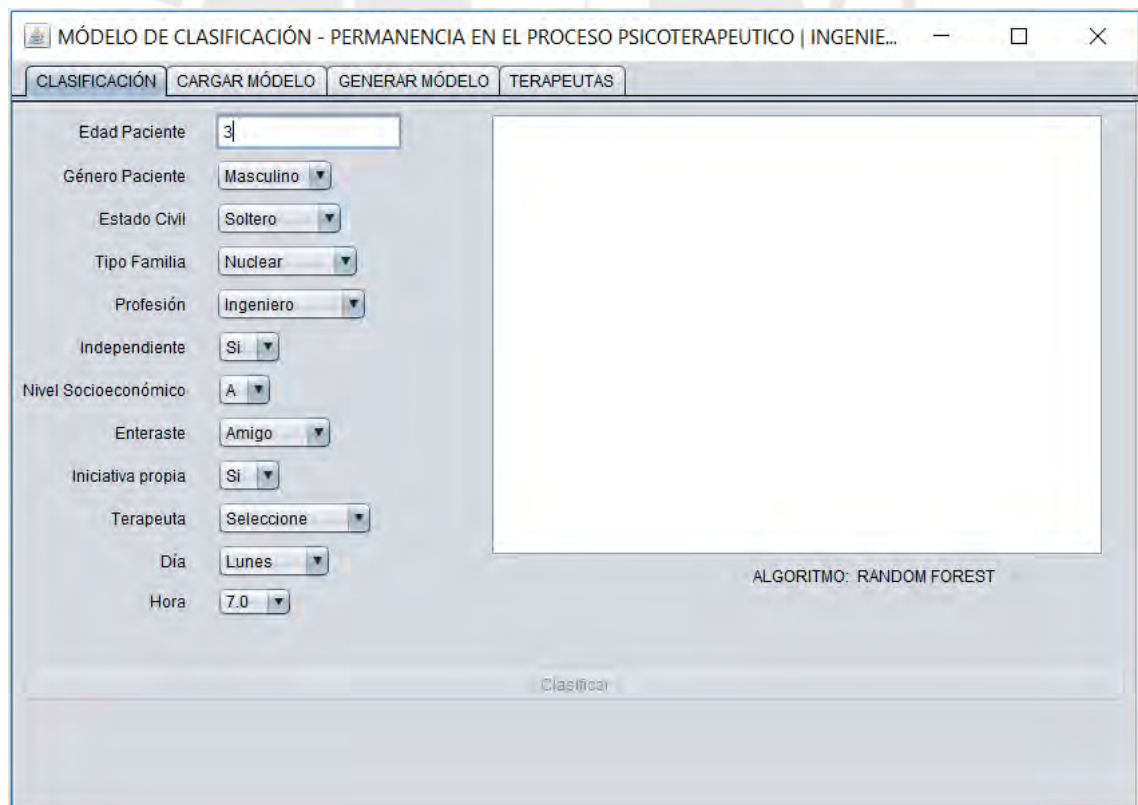 MÓDELO DE CLASIFICACIÓN - PERMANENCIA EN EL PROCESO PSICOTERAPEUTICO | INGENIE...
CLASIFICACIÓN CARGAR MÓDELO GENERAR MÓDELO TERAPEUTAS
Edad Paciente 3
Género Paciente Masculino
Estado Civil Soltero
Tipo Familia Nuclear
Profesión Ingeniero
Independiente Si
Nivel Socioeconómico A
Enteraste Amigo
Iniciativa propia Si
Terapeuta Seleccione
Día Lunes
Hora 7.0
ALGORITMO: RANDOM FOREST
Clasificar